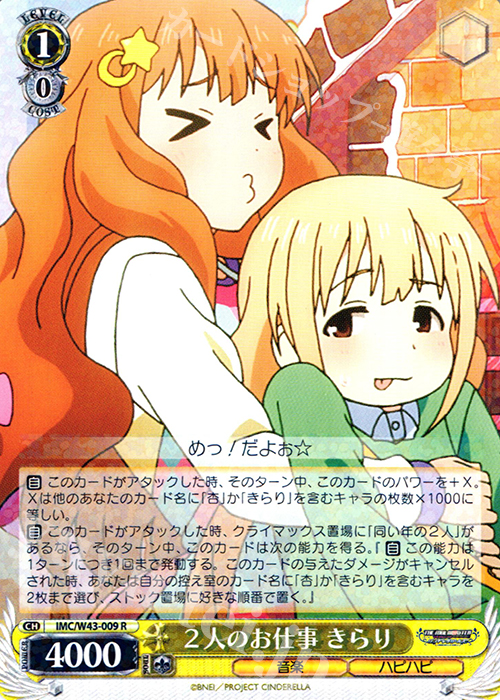 LEVEL
1
0
COST
めっ！だよぉ☆
自 このカードがアタックした時、そのターン中、このカードのパワーを＋X。
Xは他のあなたのカード名に「杏」か「きらり」を含むキャラの枚数×1000に
等しい。
自 このカードがアタックした時、クライマックス置場に「同い年の２人」が
あるなら、そのターン中、このカードは次の能力を得る。『 自 この能力は
1ターンにつき1回まで発動する。 このカードの与えたダメージがキャンセル
された時、あなたは自分の控え室のカード名に「杏」か「きらり」を含むキャラを
2枚まで選び、ストック置場に好きな順番で置く。』
CH IMC/W43-009 R
２人のお仕事 きらり
THE IDOLM@STER
POWER
4000
SOUL
音楽
ハピハピ
©BNEI／PROJECT CINDERELLA